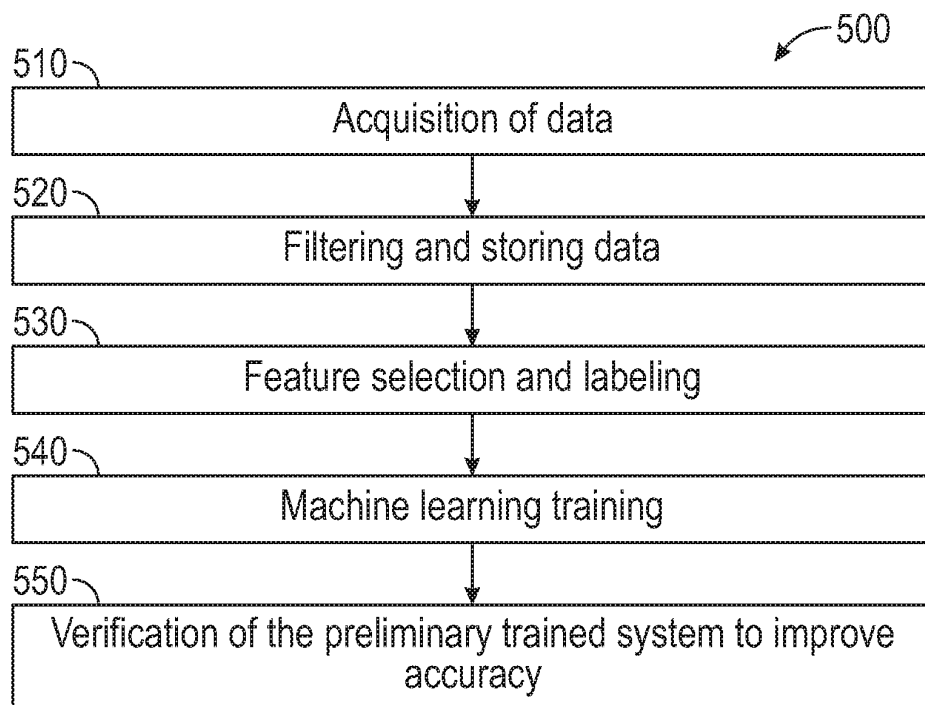 500
510
Acquisition of data
520
Filtering and storing data
530
Feature selection and labeling
540
Machine learning training
550
Verification of the preliminary trained system to improve
accuracy